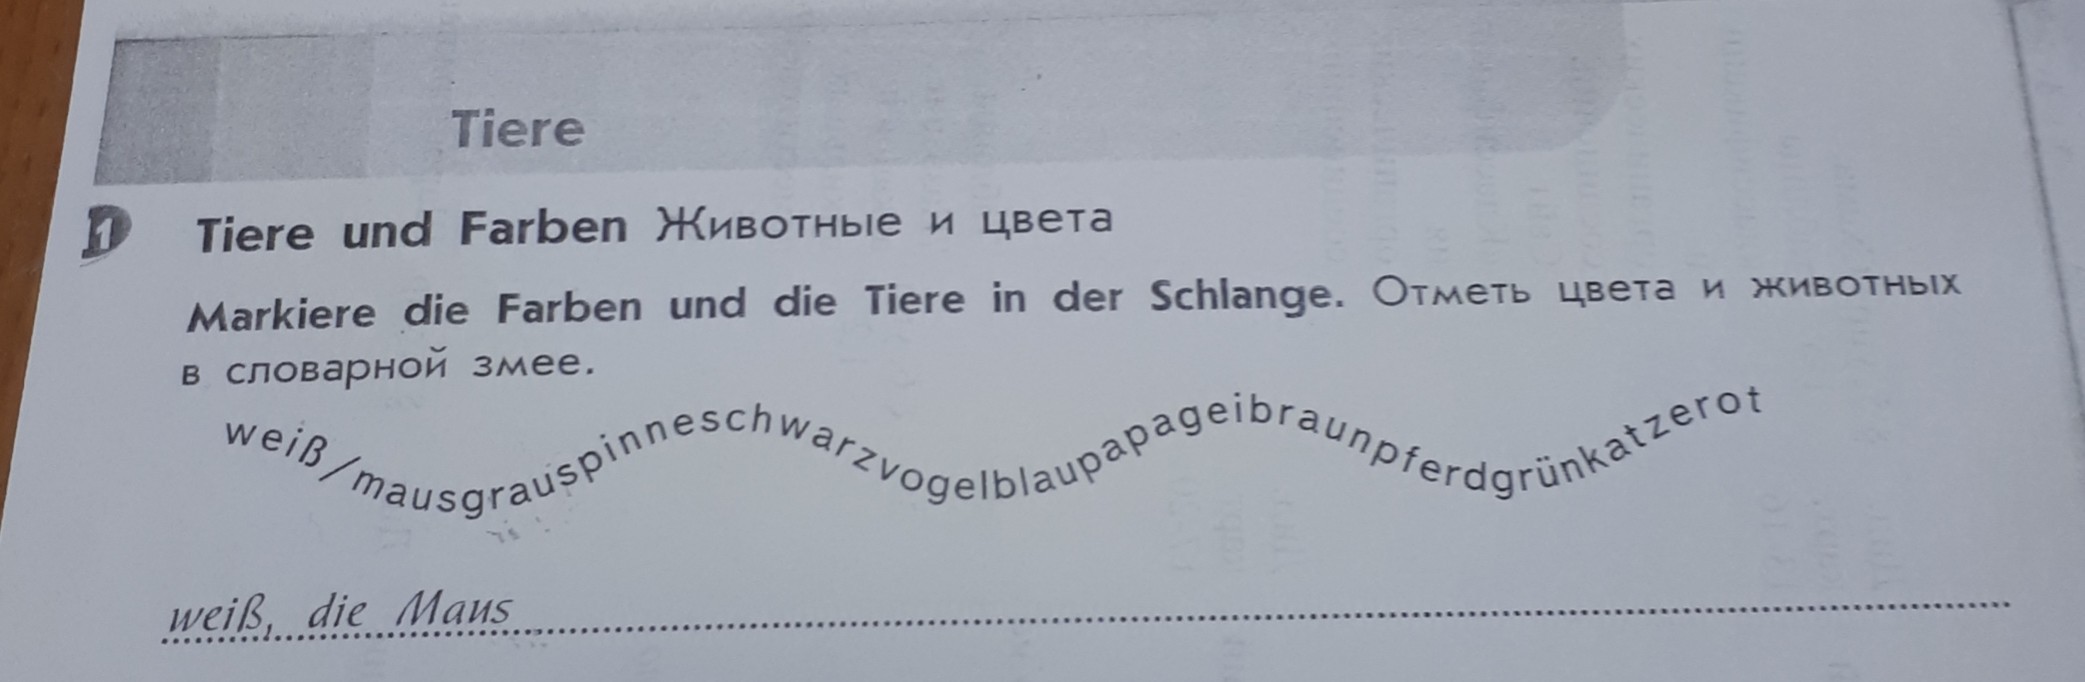 Tiere
1 Tiere und Farben Животные и цвета
Markiere die Farben und die Tiere in der Schlange. Отметь цвета и животных
в словарной змее.
weiß/mausgrauspinneschwarzvogelblaupapageibraunpferdgrünkatzerot
weiß, die Maus